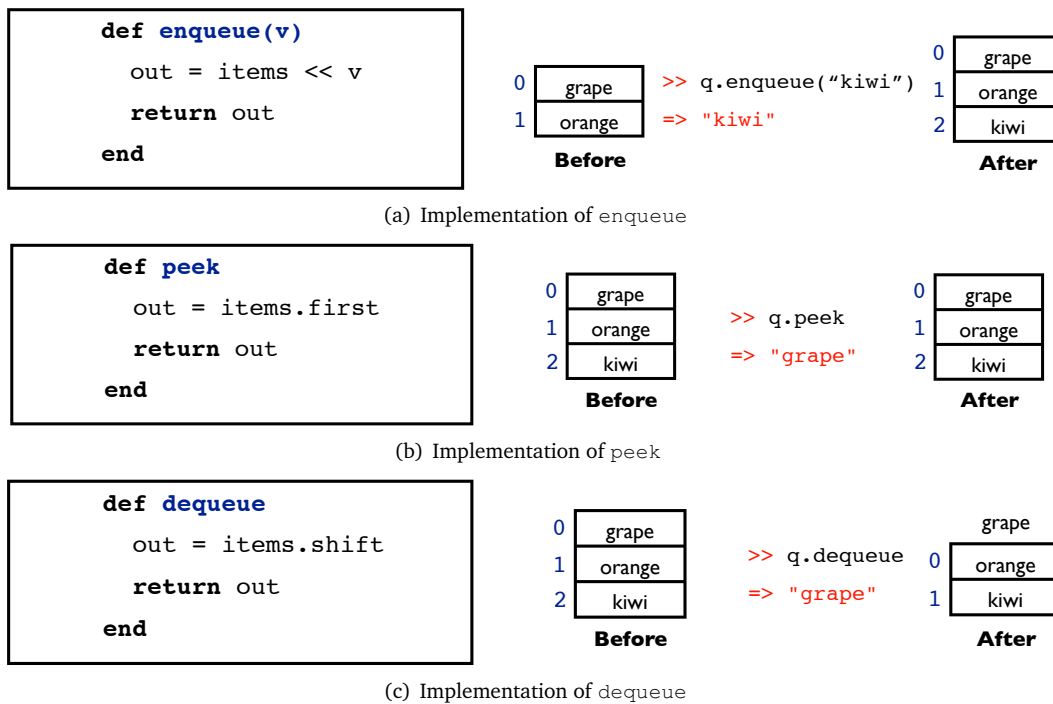 def enqueue(v)
out = items << v
return out
end
0 grape
1 orange
Before
>> q.enqueue(“kiwi”)
=> "kiwi"
0 grape
1 orange
2 kiwi
After
(a) Implementation of enqueue
def peek
out = items.first
return out
end
0 grape
1 orange
2 kiwi
Before
>> q.peek
=> "grape"
0 grape
1 orange
2 kiwi
After
(b) Implementation of peek
def dequeue
out = items.shift
return out
end
0 grape
1 orange
2 kiwi
Before
>> q.dequeue
=> "grape"
grape
0 orange
1 kiwi
After
(c) Implementation of dequeue